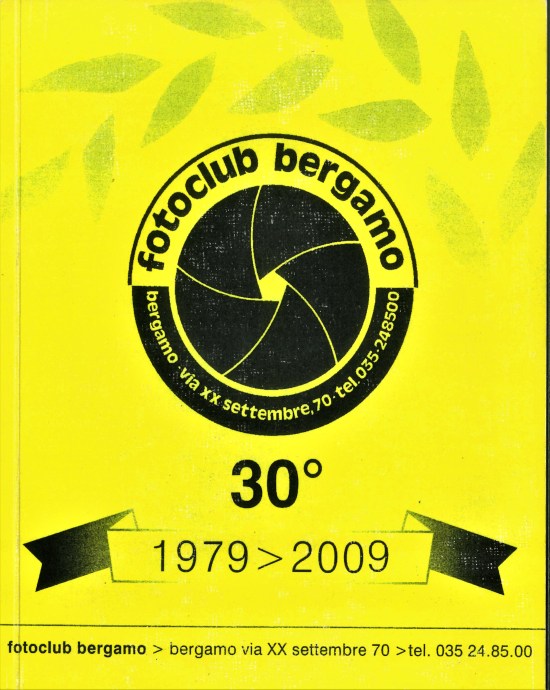 fotoclub bergamo
bergamo · via xx settembre,70 · tel.035-248500
30°
1979>2009
fotoclub bergamo > bergamo via XX settembre 70 >tel. 035 24.85.00